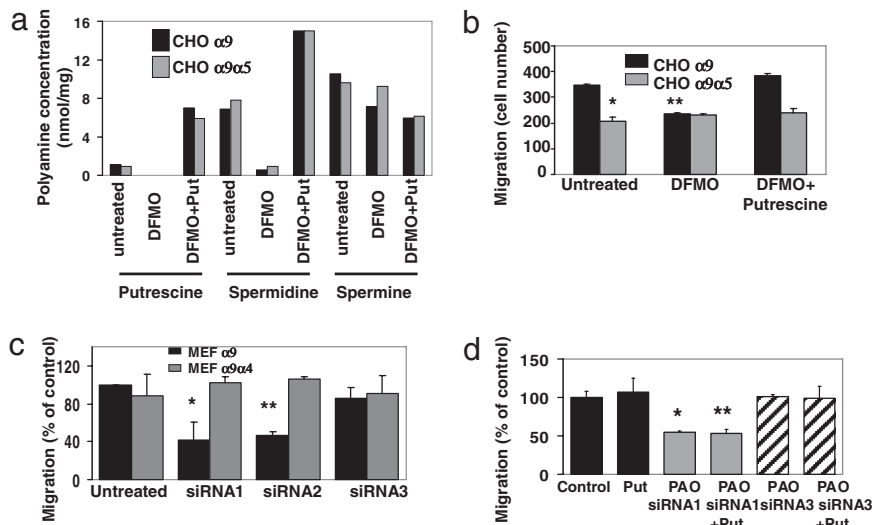 a
Polyamine concentration
(nmol/mg)
16
12
8
4
0
CHO α9
CHO α9α5
untreated
DFMO
DFMO+Put
untreated
DFMO
DFMO+Put
untreated
DFMO
DFMO+Put
Putrescine
Spermidine
Spermine
b
Migration (cell number)
500
400
300
200
100
0
CHO α9
CHO α9α5
*
**
Untreated
DFMO
DFMO+
Putrescine
c
Migration (% of control)
120
80
40
0
MEF α9
MEF α9α4
*
**
Untreated
siRNA1
siRNA2
siRNA3
d
Migration (% of control)
150
100
50
0
*
**
Control
Put
PAO
siRNA1
PAO
siRNA1
+Put
PAO
siRNA3
PAO
siRNA3
+Put